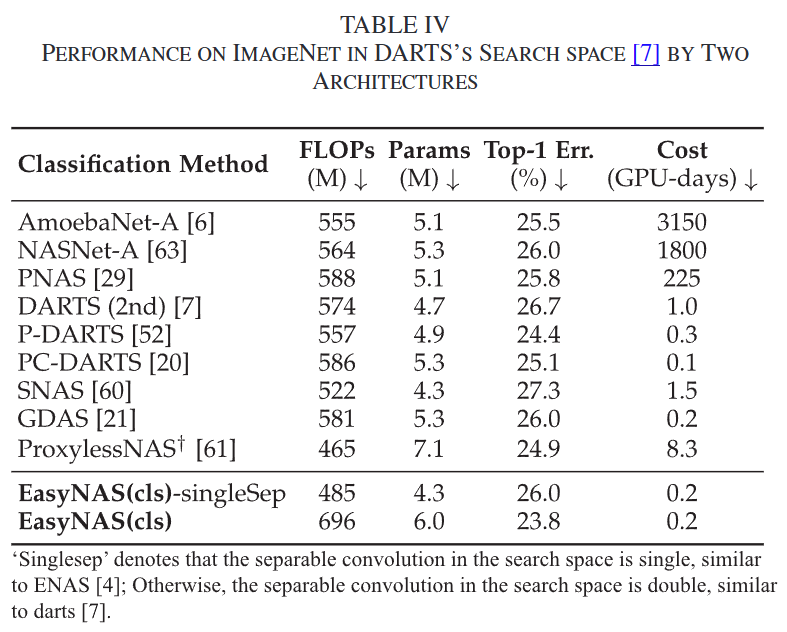 TABLE IV
PERFORMANCE ON IMAGENET IN DARTS'S SEARCH SPACE [7] BY TWO
ARCHITECTURES
Classification Method FLOPs Params Top-1 Err. Cost
(M) ↓ (M) ↓ (%) ↓ (GPU-days) ↓
AmoebaNet-A [6] 555 5.1 25.5 3150
NASNet-A [63] 564 5.3 26.0 1800
PNAS [29] 588 5.1 25.8 225
DARTS (2nd) [7] 574 4.7 26.7 1.0
P-DARTS [52] 557 4.9 24.4 0.3
PC-DARTS [20] 586 5.3 25.1 0.1
SNAS [60] 522 4.3 27.3 1.5
GDAS [21] 581 5.3 26.0 0.2
ProxylessNAS† [61] 465 7.1 24.9 8.3
EasyNAS(cls)-singleSep 485 4.3 26.0 0.2
EasyNAS(cls) 696 6.0 23.8 0.2
'Singlesep' denotes that the separable convolution in the search space is single, similar
to ENAS [4]; Otherwise, the separable convolution in the search space is double, similar
to darts [7].